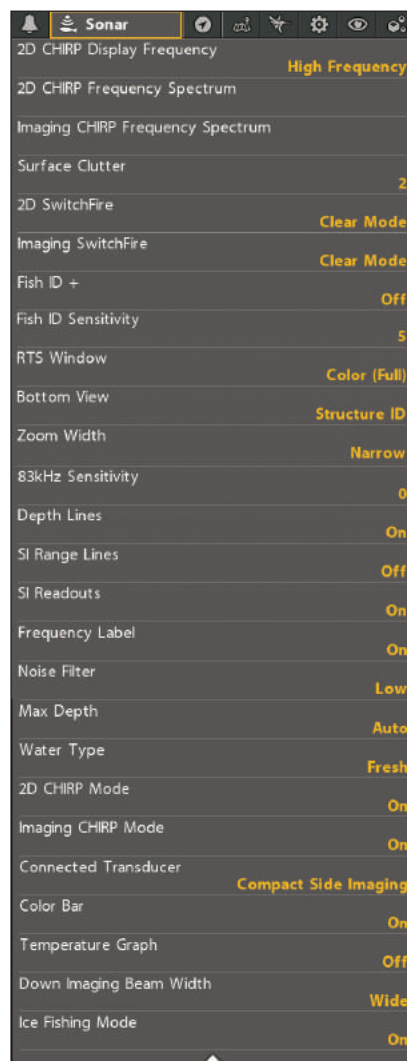 Sonar
2D CHIRP Display Frequency
High Frequency
2D CHIRP Frequency Spectrum
Imaging CHIRP Frequency Spectrum
Surface Clutter
2
2D SwitchFire
Clear Mode
Imaging SwitchFire
Clear Mode
Fish ID +
Off
Fish ID Sensitivity
5
RTS Window
Color (Full)
Bottom View
Structure ID
Zoom Width
Narrow
83kHz Sensitivity
0
Depth Lines
On
SI Range Lines
Off
SI Readouts
On
Frequency Label
On
Noise Filter
Low
Max Depth
Auto
Water Type
Fresh
2D CHIRP Mode
On
Imaging CHIRP Mode
On
Connected Transducer
Compact Side Imaging
Color Bar
On
Temperature Graph
Off
Down Imaging Beam Width
Wide
Ice Fishing Mode
On